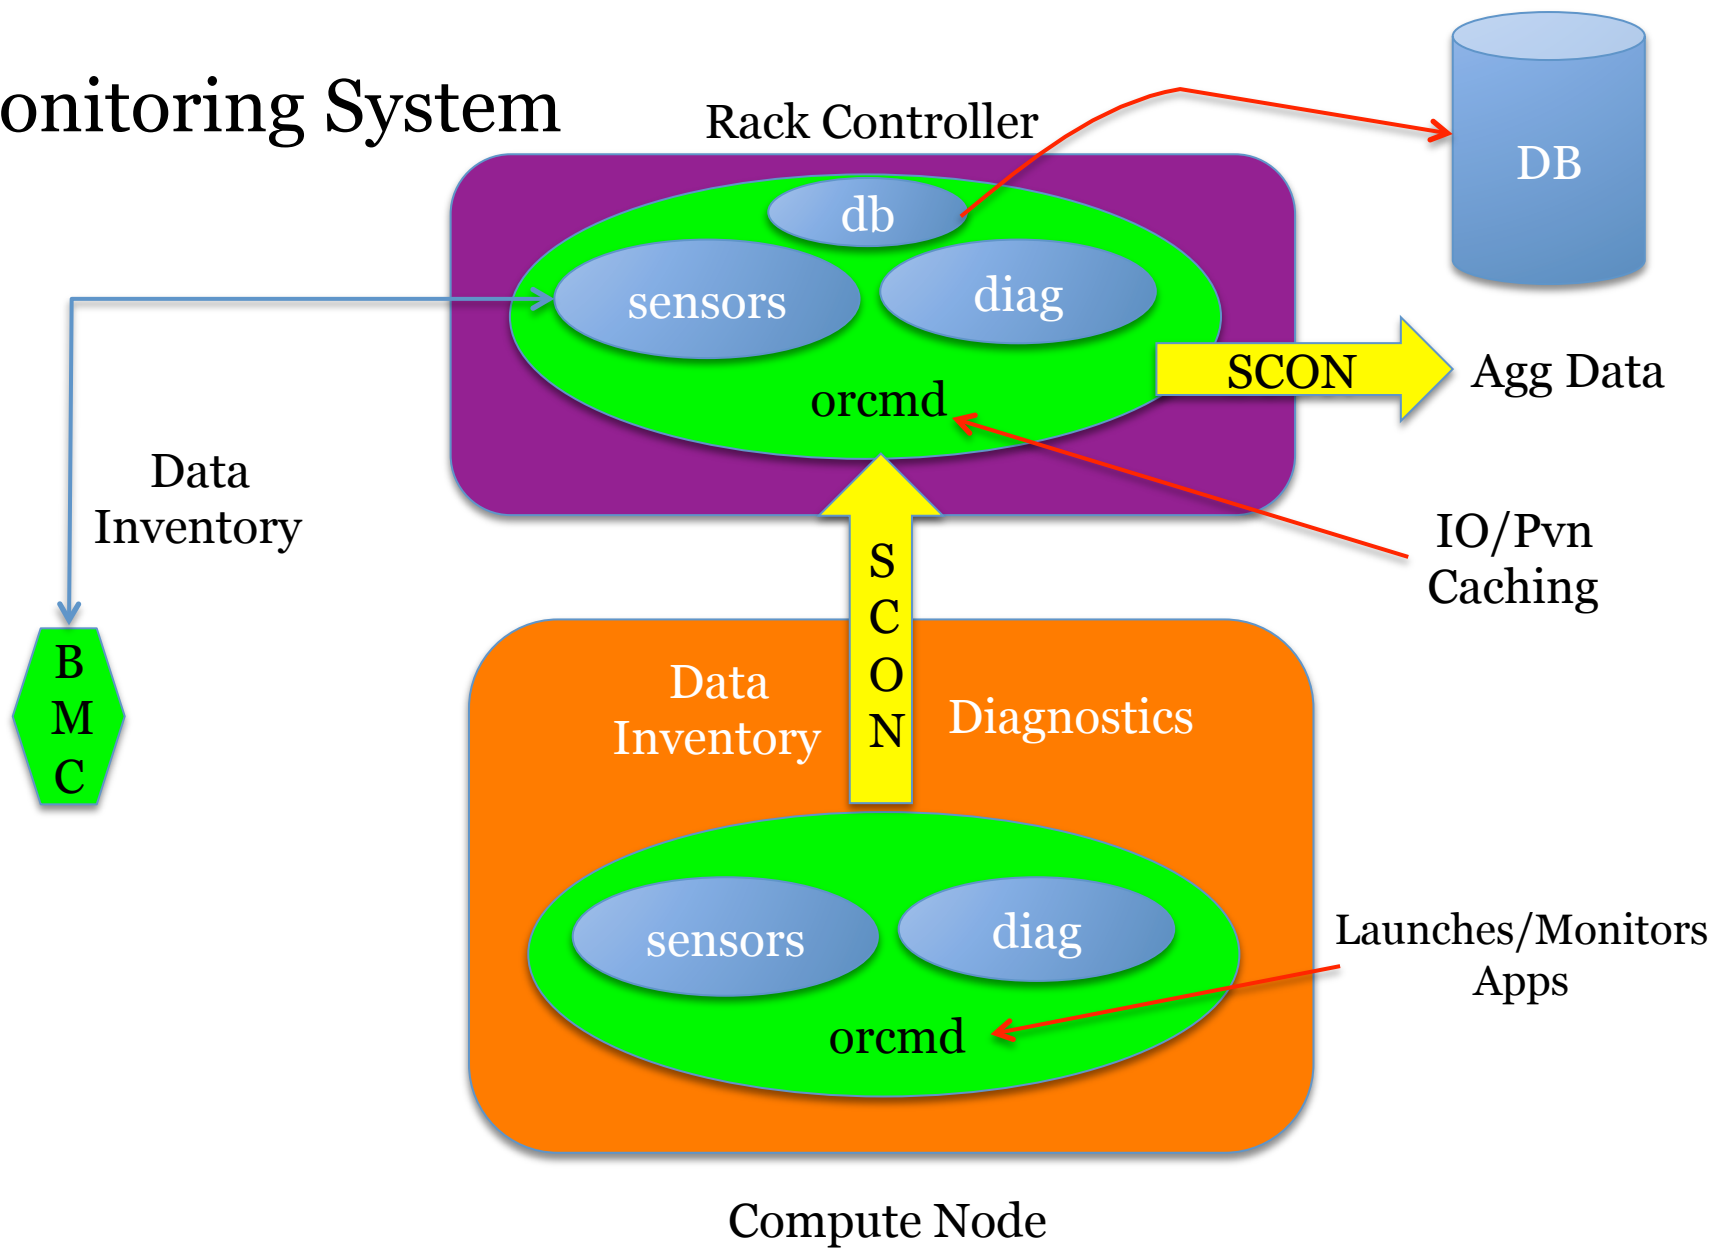 onitoring System
Rack Controller
DB
db
sensors
diag
SCON
Agg Data
orcmd
Data
Inventory
IO/Pvn
Caching
S
C
O
N
B
M
C
Data
Inventory
Diagnostics
sensors
diag
Launches/Monitors
Apps
orcmd
Compute Node